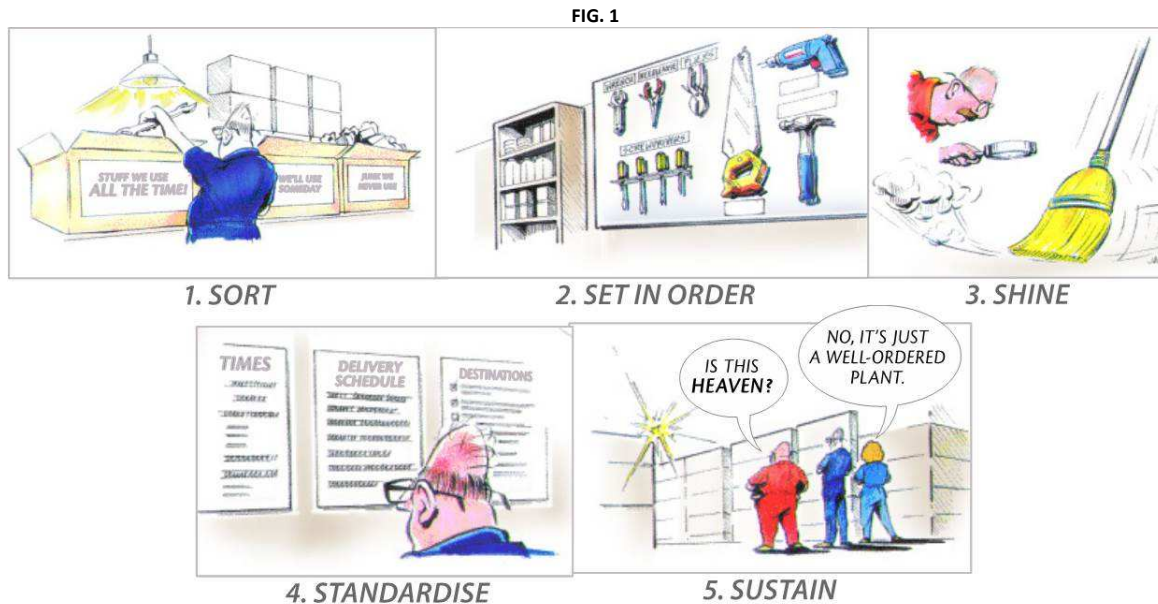 FIG. 1
STUFF WE USE
ALL THE TIME!
WE'LL USE
SOMEDAY
JUNK WE
NEVER USE
WRENCH
PLIERS
SCREWDRIVERS
1. SORT
2. SET IN ORDER
3. SHINE
TIMES
DELIVERY
SCHEDULE
DESTINATIONS
IS THIS
HEAVEN?
NO, IT'S JUST
A WELL-ORDERED
PLANT.
4. STANDARDISE
5. SUSTAIN